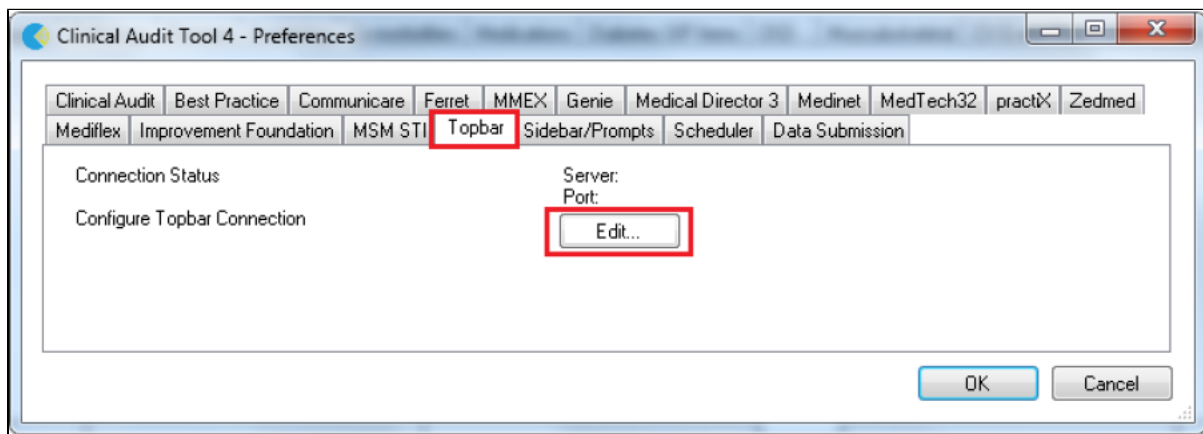 Clinical Audit Tool 4 - Preferences
Clinical Audit Best Practice Communicare Ferret MMEX Genie Medical Director 3 Medinet MedTech32 practiX Zedmed
Mediflex Improvement Foundation MSM STI Topbar Sidebar/Prompts Scheduler Data Submission
Connection Status Server:
Port:
Configure Topbar Connection
Edit...
OK Cancel